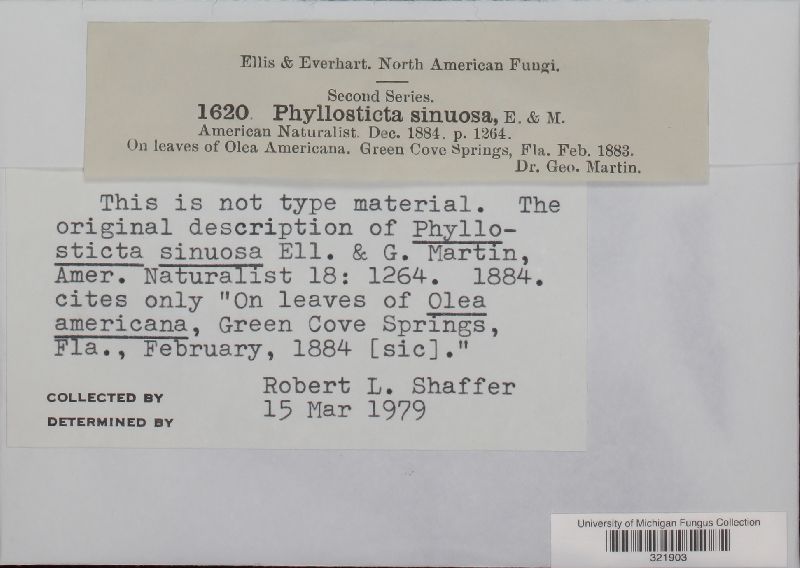 Ellis & Everhart. North American Fungi.
Second Series.
1620. Phyllosticta sinuosa, E. & M.
American Naturalist. Dec. 1884. p. 1264.
On leaves of Olea Americana. Green Cove Springs, Fla. Feb. 1883.
Dr. Geo. Martin.
This is not type material. The
original description of Phyllo-
sticta sinuosa Ell. & G. Martin,
Amer. Naturalist 18: 1264. 1884.
cites only "On leaves of Olea
americana, Green Cove Springs,
Fla., February, 1884 [sic]."
Robert L. Shaffer
COLLECTED BY
15 Mar 1979
DETERMINED BY
University of Michigan Fungus Collection
321903